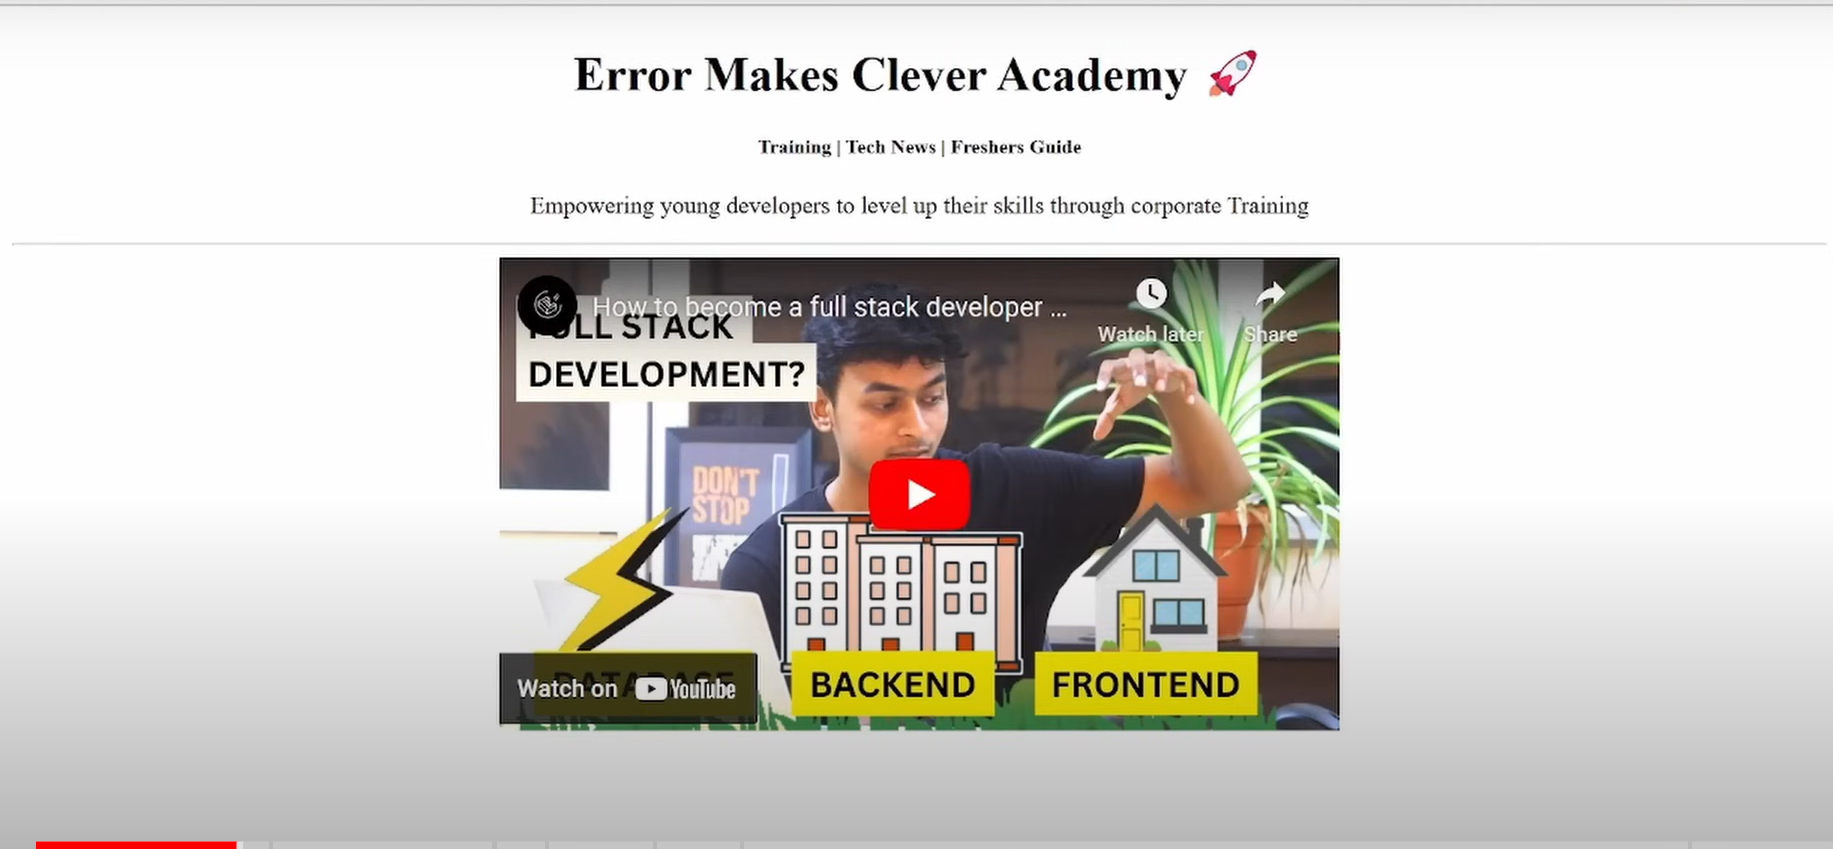 Error Makes Clever Academy 🚀
Training | Tech News | Freshers Guide
Empowering young developers to level up their skills through corporate Training
How to become a full stack developer ...
Watch later
Share
FULL STACK
DEVELOPMENT?
DON'T
STOP
DATABASE
Watch on YouTube
BACKEND
FRONTEND